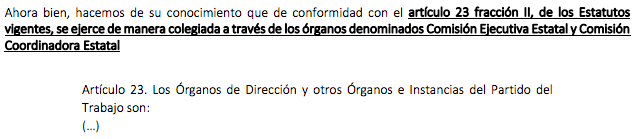 Ahora bien, hacemos de su conocimiento que de conformidad con el artículo 23 fracción II, de los Estatutos
vigentes, se ejerce de manera colegiada a través de los órganos denominados Comisión Ejecutiva Estatal y Comisión
Coordinadora Estatal
Artículo 23. Los Órganos de Dirección y otros Órganos e Instancias del Partido del
Trabajo son:
(...)